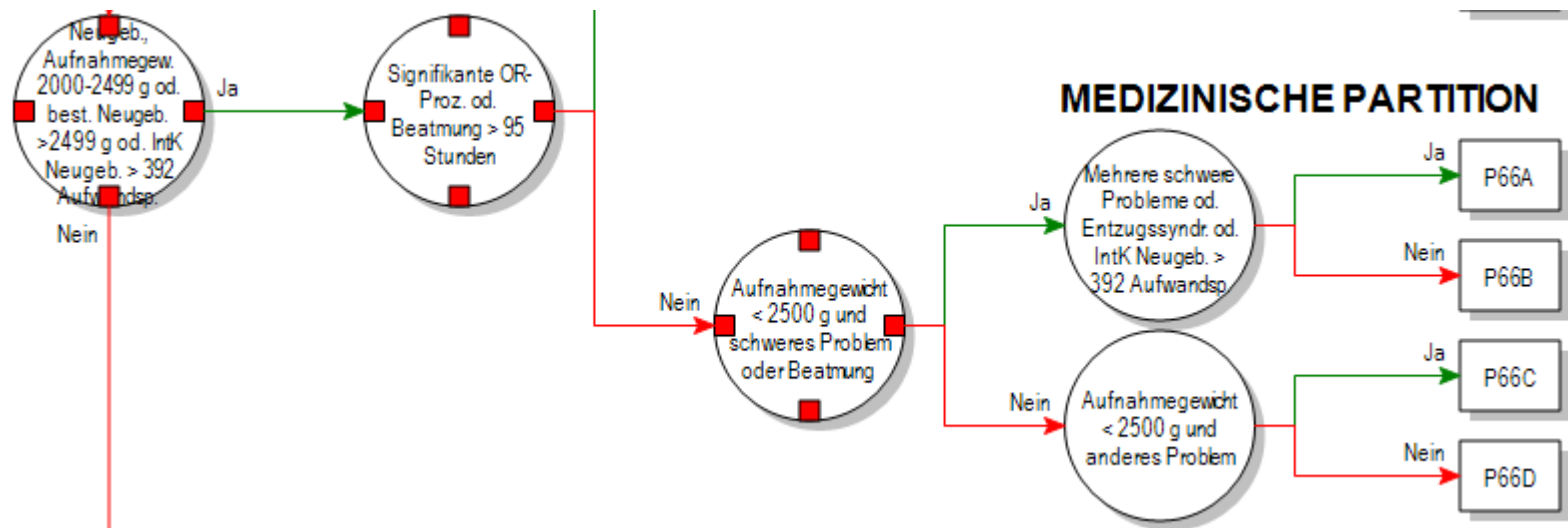 Neugeb.,
Aufnahmegew.
2000-2499 g od.
best. Neugeb.
>2499 g od. IntK
Neugeb. > 392
Aufwandsp.
Ja
Nein
Signifikante OR-
Proz. od.
Beatmung > 95
Stunden
Nein
Aufnahmegewicht
< 2500 g und
schweres Problem
oder Beatmung
MEDIZINISCHE PARTITION
Ja
Mehrere schwere
Probleme od.
Entzugssyndr. od.
IntK Neugeb. >
392 Aufwandsp.
Ja
P66A
Nein
P66B
Nein
Aufnahmegewicht
< 2500 g und
anderes Problem
Ja
P66C
Nein
P66D